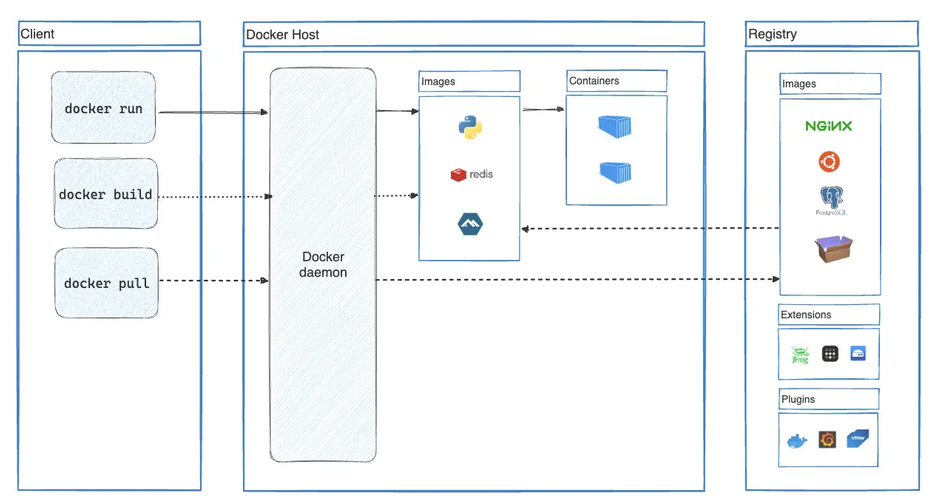 Client
docker run
docker build
docker pull
Docker Host
Docker
daemon
Images
redis
Containers
Registry
Images
NGINX
PostgreSQL
Extensions
JFrog
Plugins
vmw